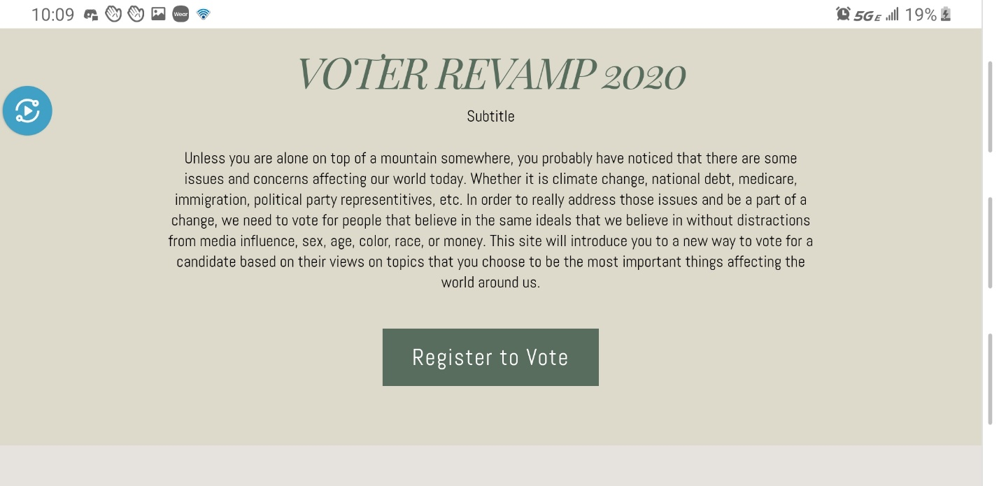 10:09 Wear 5GE 19%
VOTER REVAMP 2020
Subtitle
Unless you are alone on top of a mountain somewhere, you probably have noticed that there are some
issues and concerns affecting our world today. Whether it is climate change, national debt, medicare,
immigration, political party representitives, etc. In order to really address those issues and be a part of a
change, we need to vote for people that believe in the same ideals that we believe in without distractions
from media influence, sex, age, color, race, or money. This site will introduce you to a new way to vote for a
candidate based on their views on topics that you choose to be the most important things affecting the
world around us.
Register to Vote